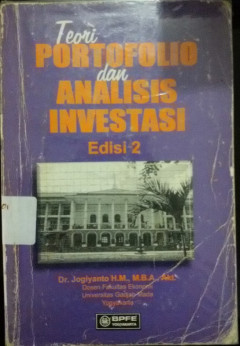 Teori
PORTOFOLIO
dan
ANALISIS
INVESTASI
Edisi 2
Dr. Jogiyanto H.M., M.B.A., Akt.
Dosen Fakultas Ekonomi
Universitas Gadjah Mada
Yogyakarta
BPFE
YOGYAKARTA